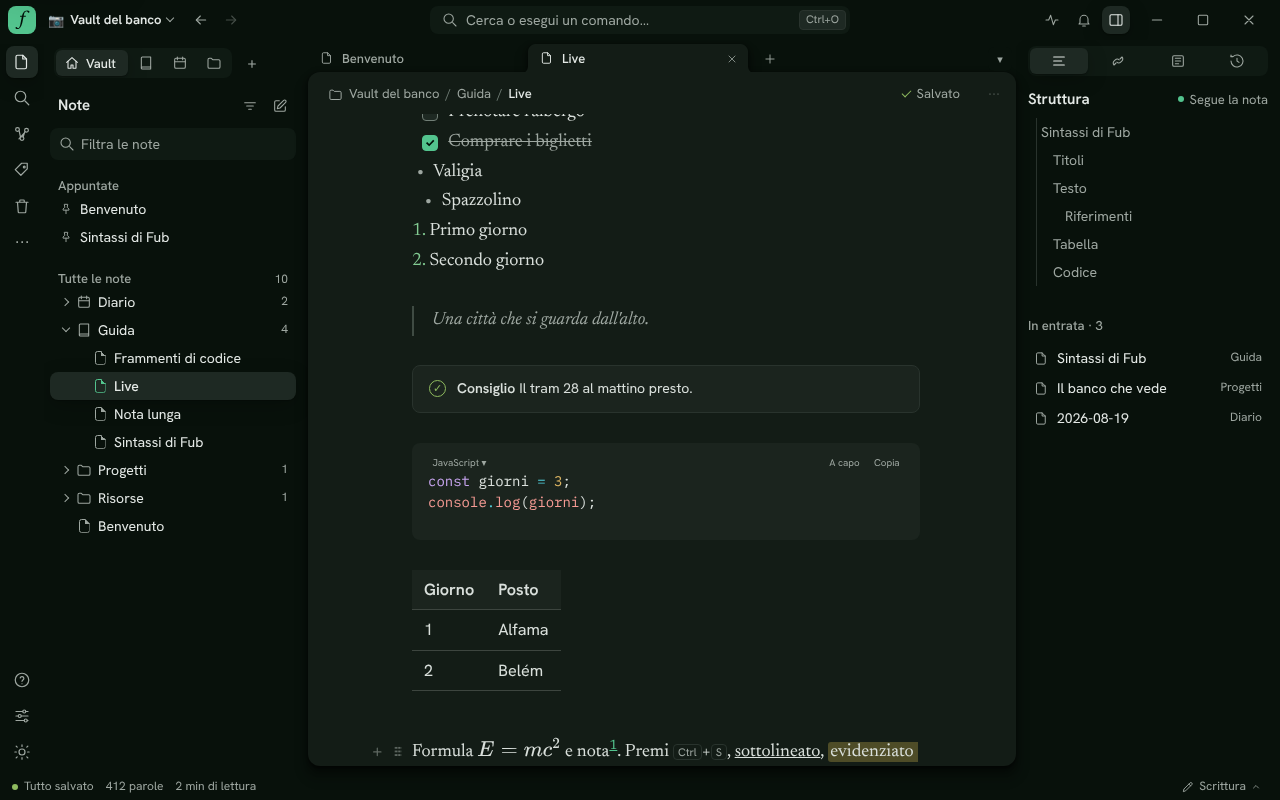 f Vault del banco
Cerca o esegui un comando... Ctrl+O
Vault
Benvenuto
Live
Note
Filtra le note
Appuntate
Benvenuto
Sintassi di Fub
Tutte le note 10
Diario 2
Guida 4
Frammenti di codice
Live
Nota lunga
Sintassi di Fub
Progetti 1
Risorse 1
Benvenuto
Vault del banco / Guida / Live
Salvato
Prenotare l'albergo
Comprare i biglietti
• Valigia
• Spazzolino
1. Primo giorno
2. Secondo giorno
Una città che si guarda dall'alto.
Consiglio Il tram 28 al mattino presto.
JavaScript A capo Copia
const giorni = 3;
console.log(giorni);
Giorno Posto
1 Alfama
2 Belém
Formula E = mc² e nota1. Premi Ctrl+S, sottolineato, evidenziato
Struttura Segue la nota
Sintassi di Fub
Titoli
Testo
Riferimenti
Tabella
Codice
In entrata · 3
Sintassi di Fub Guida
Il banco che vede Progetti
2026-08-19 Diario
Tutto salvato 412 parole 2 min di lettura
Scrittura